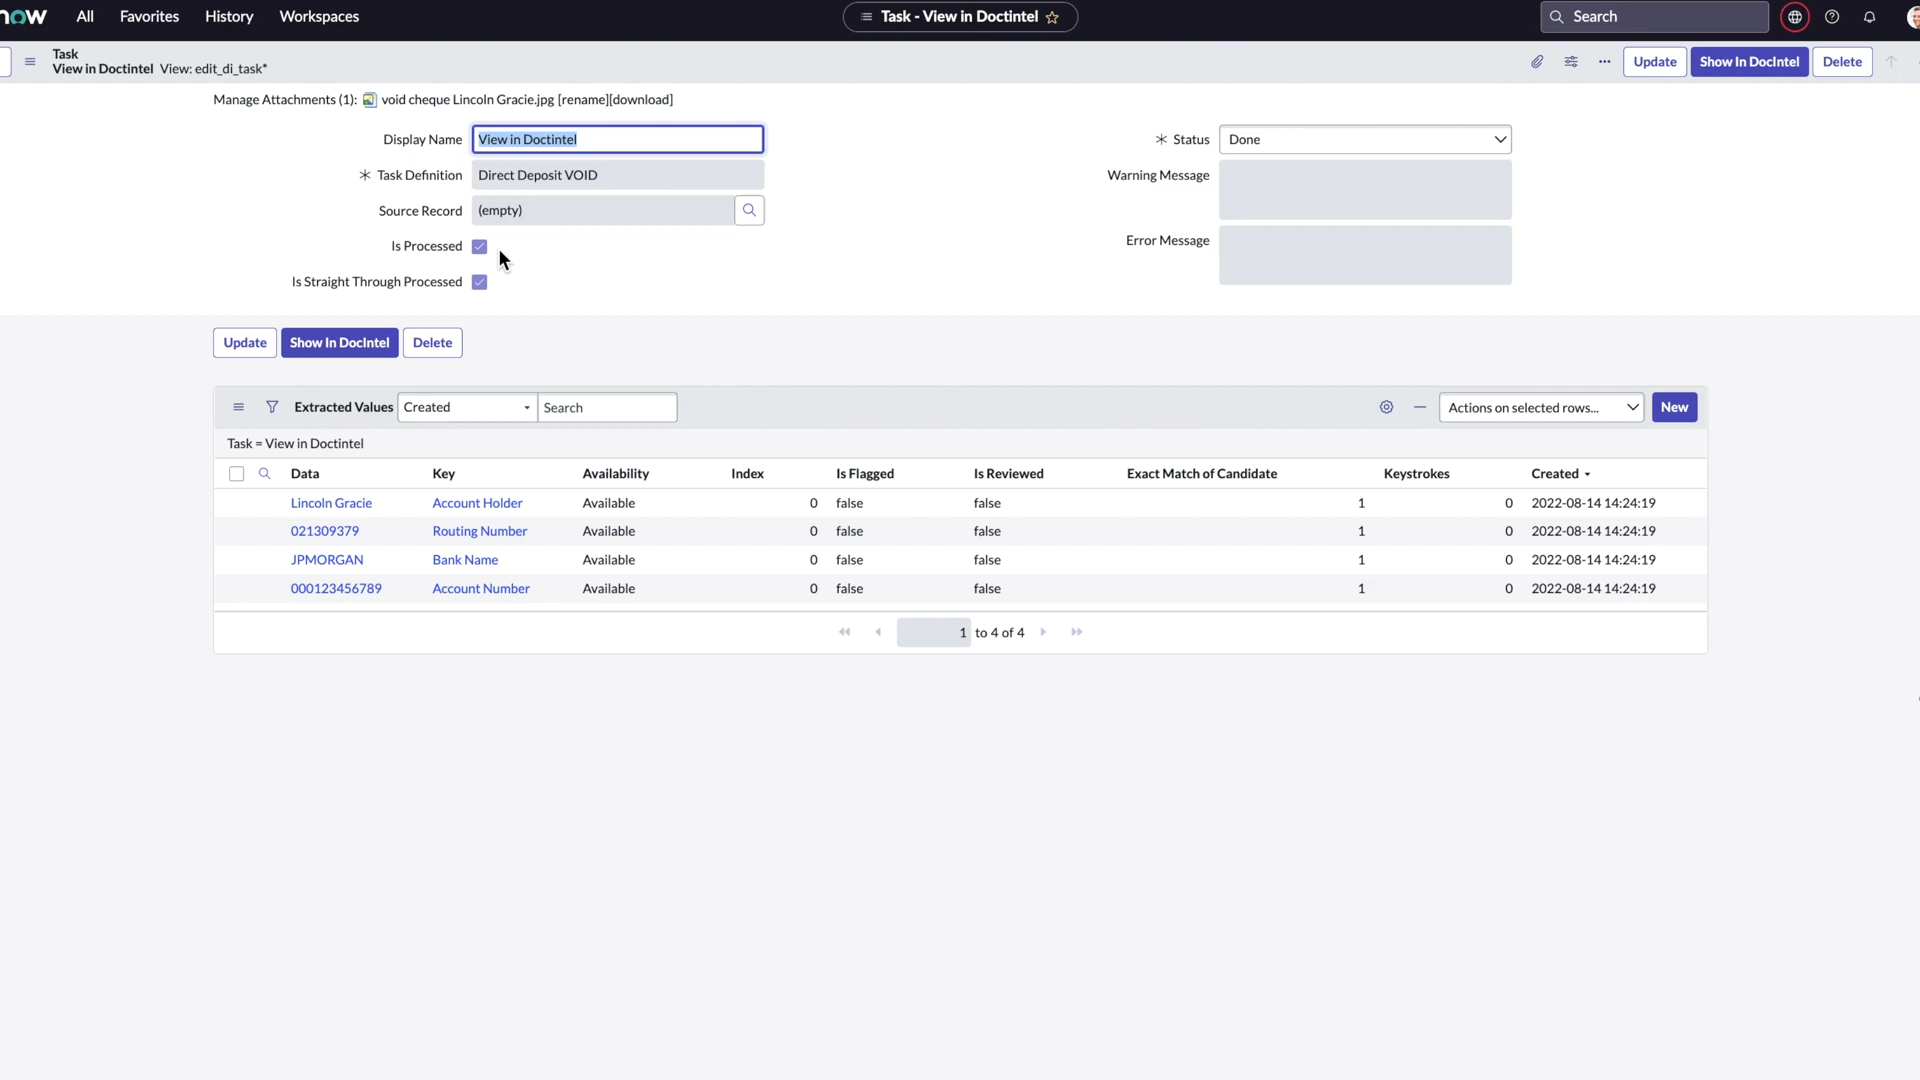 now All Favorites History Workspaces Task - View in Doctintel Search
Task
View in Doctintel View: edit_di_task* Update Show In DocIntel Delete
Manage Attachments (1): void cheque Lincoln Gracie.jpg [rename][download]
Display Name View in Doctintel
Task Definition Direct Deposit VOID
Source Record (empty)
Is Processed
Is Straight Through Processed
Status Done
Warning Message
Error Message
Update Show In DocIntel Delete
Extracted Values Created Search Actions on selected rows... New
Task = View in Doctintel
Data Key Availability Index Is Flagged Is Reviewed Exact Match of Candidate Keystrokes Created
Lincoln Gracie Account Holder Available 0 false false 1 0 2022-08-14 14:24:19
021309379 Routing Number Available 0 false false 1 0 2022-08-14 14:24:19
JPMORGAN Bank Name Available 0 false false 1 0 2022-08-14 14:24:19
000123456789 Account Number Available 0 false false 1 0 2022-08-14 14:24:19
1 to 4 of 4